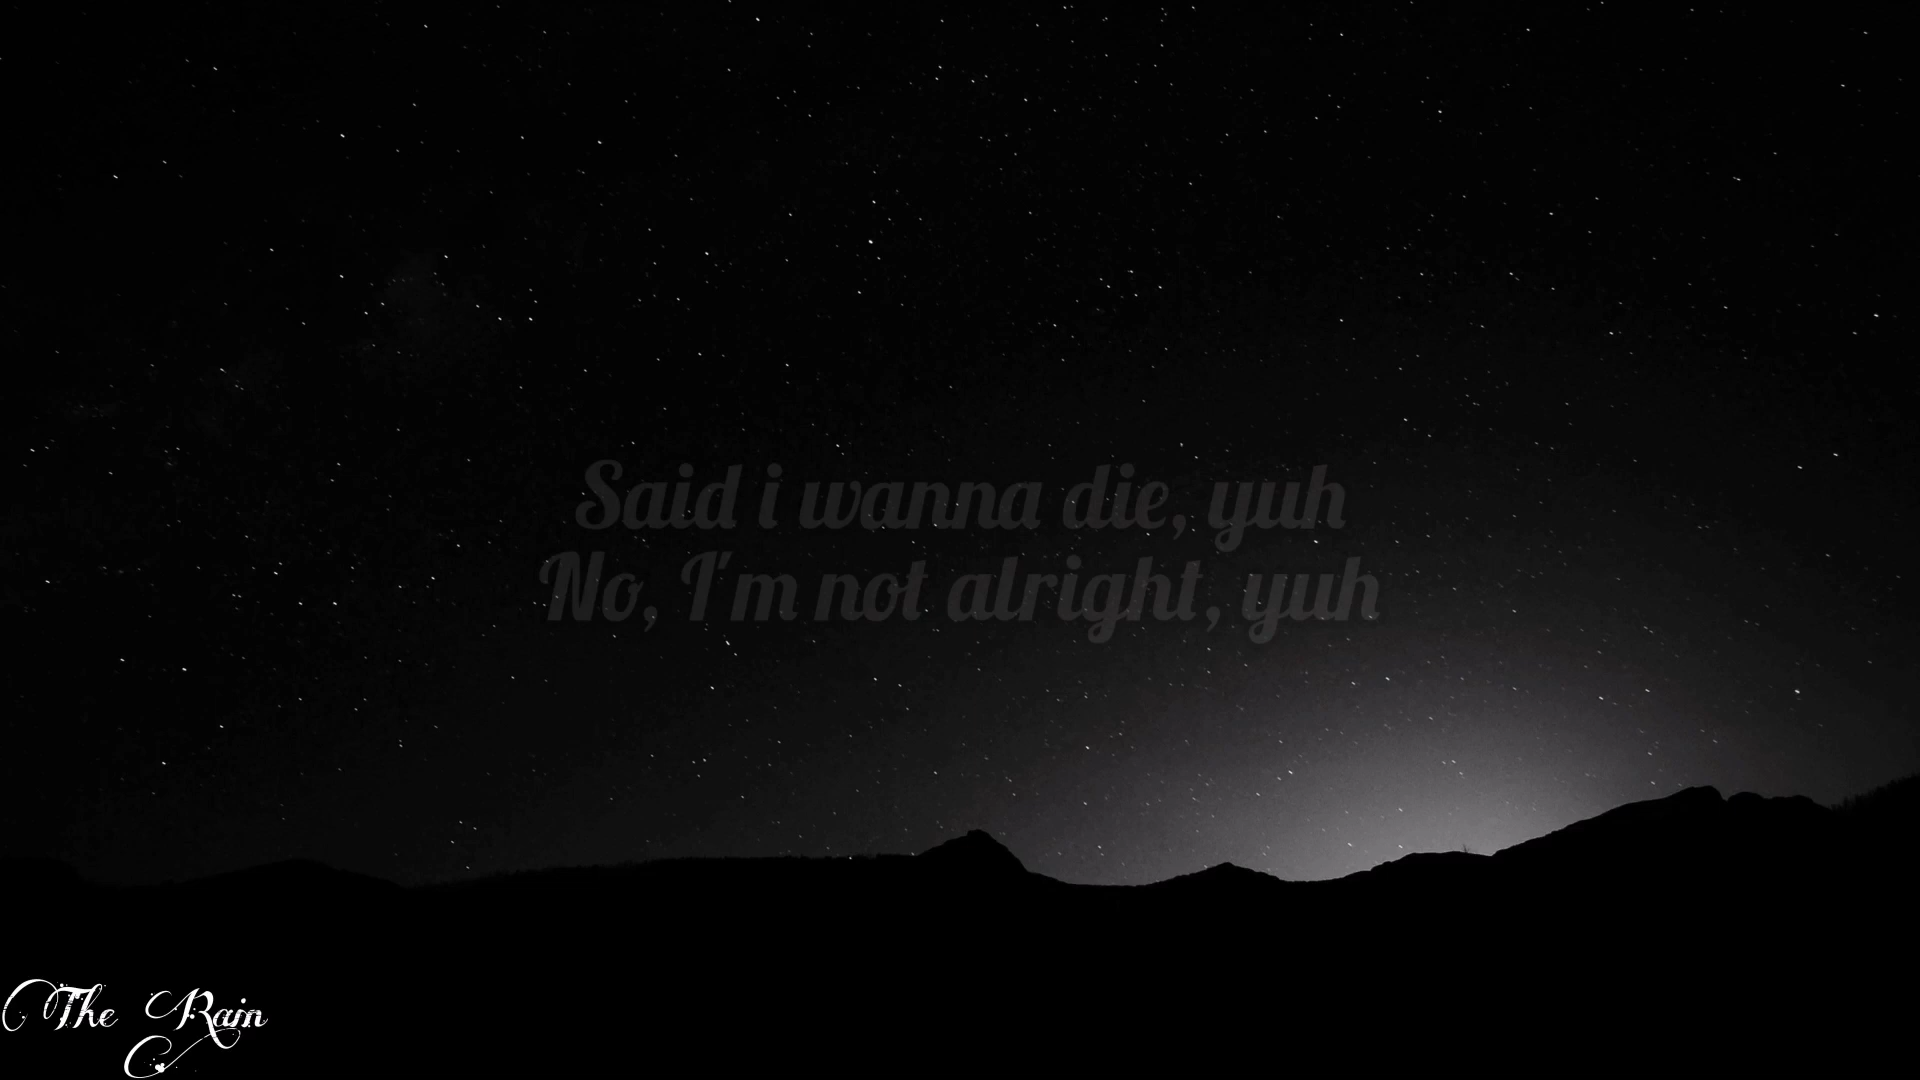 Said i wanna die, yuh
No, I'm not alright, yuh
The Rain